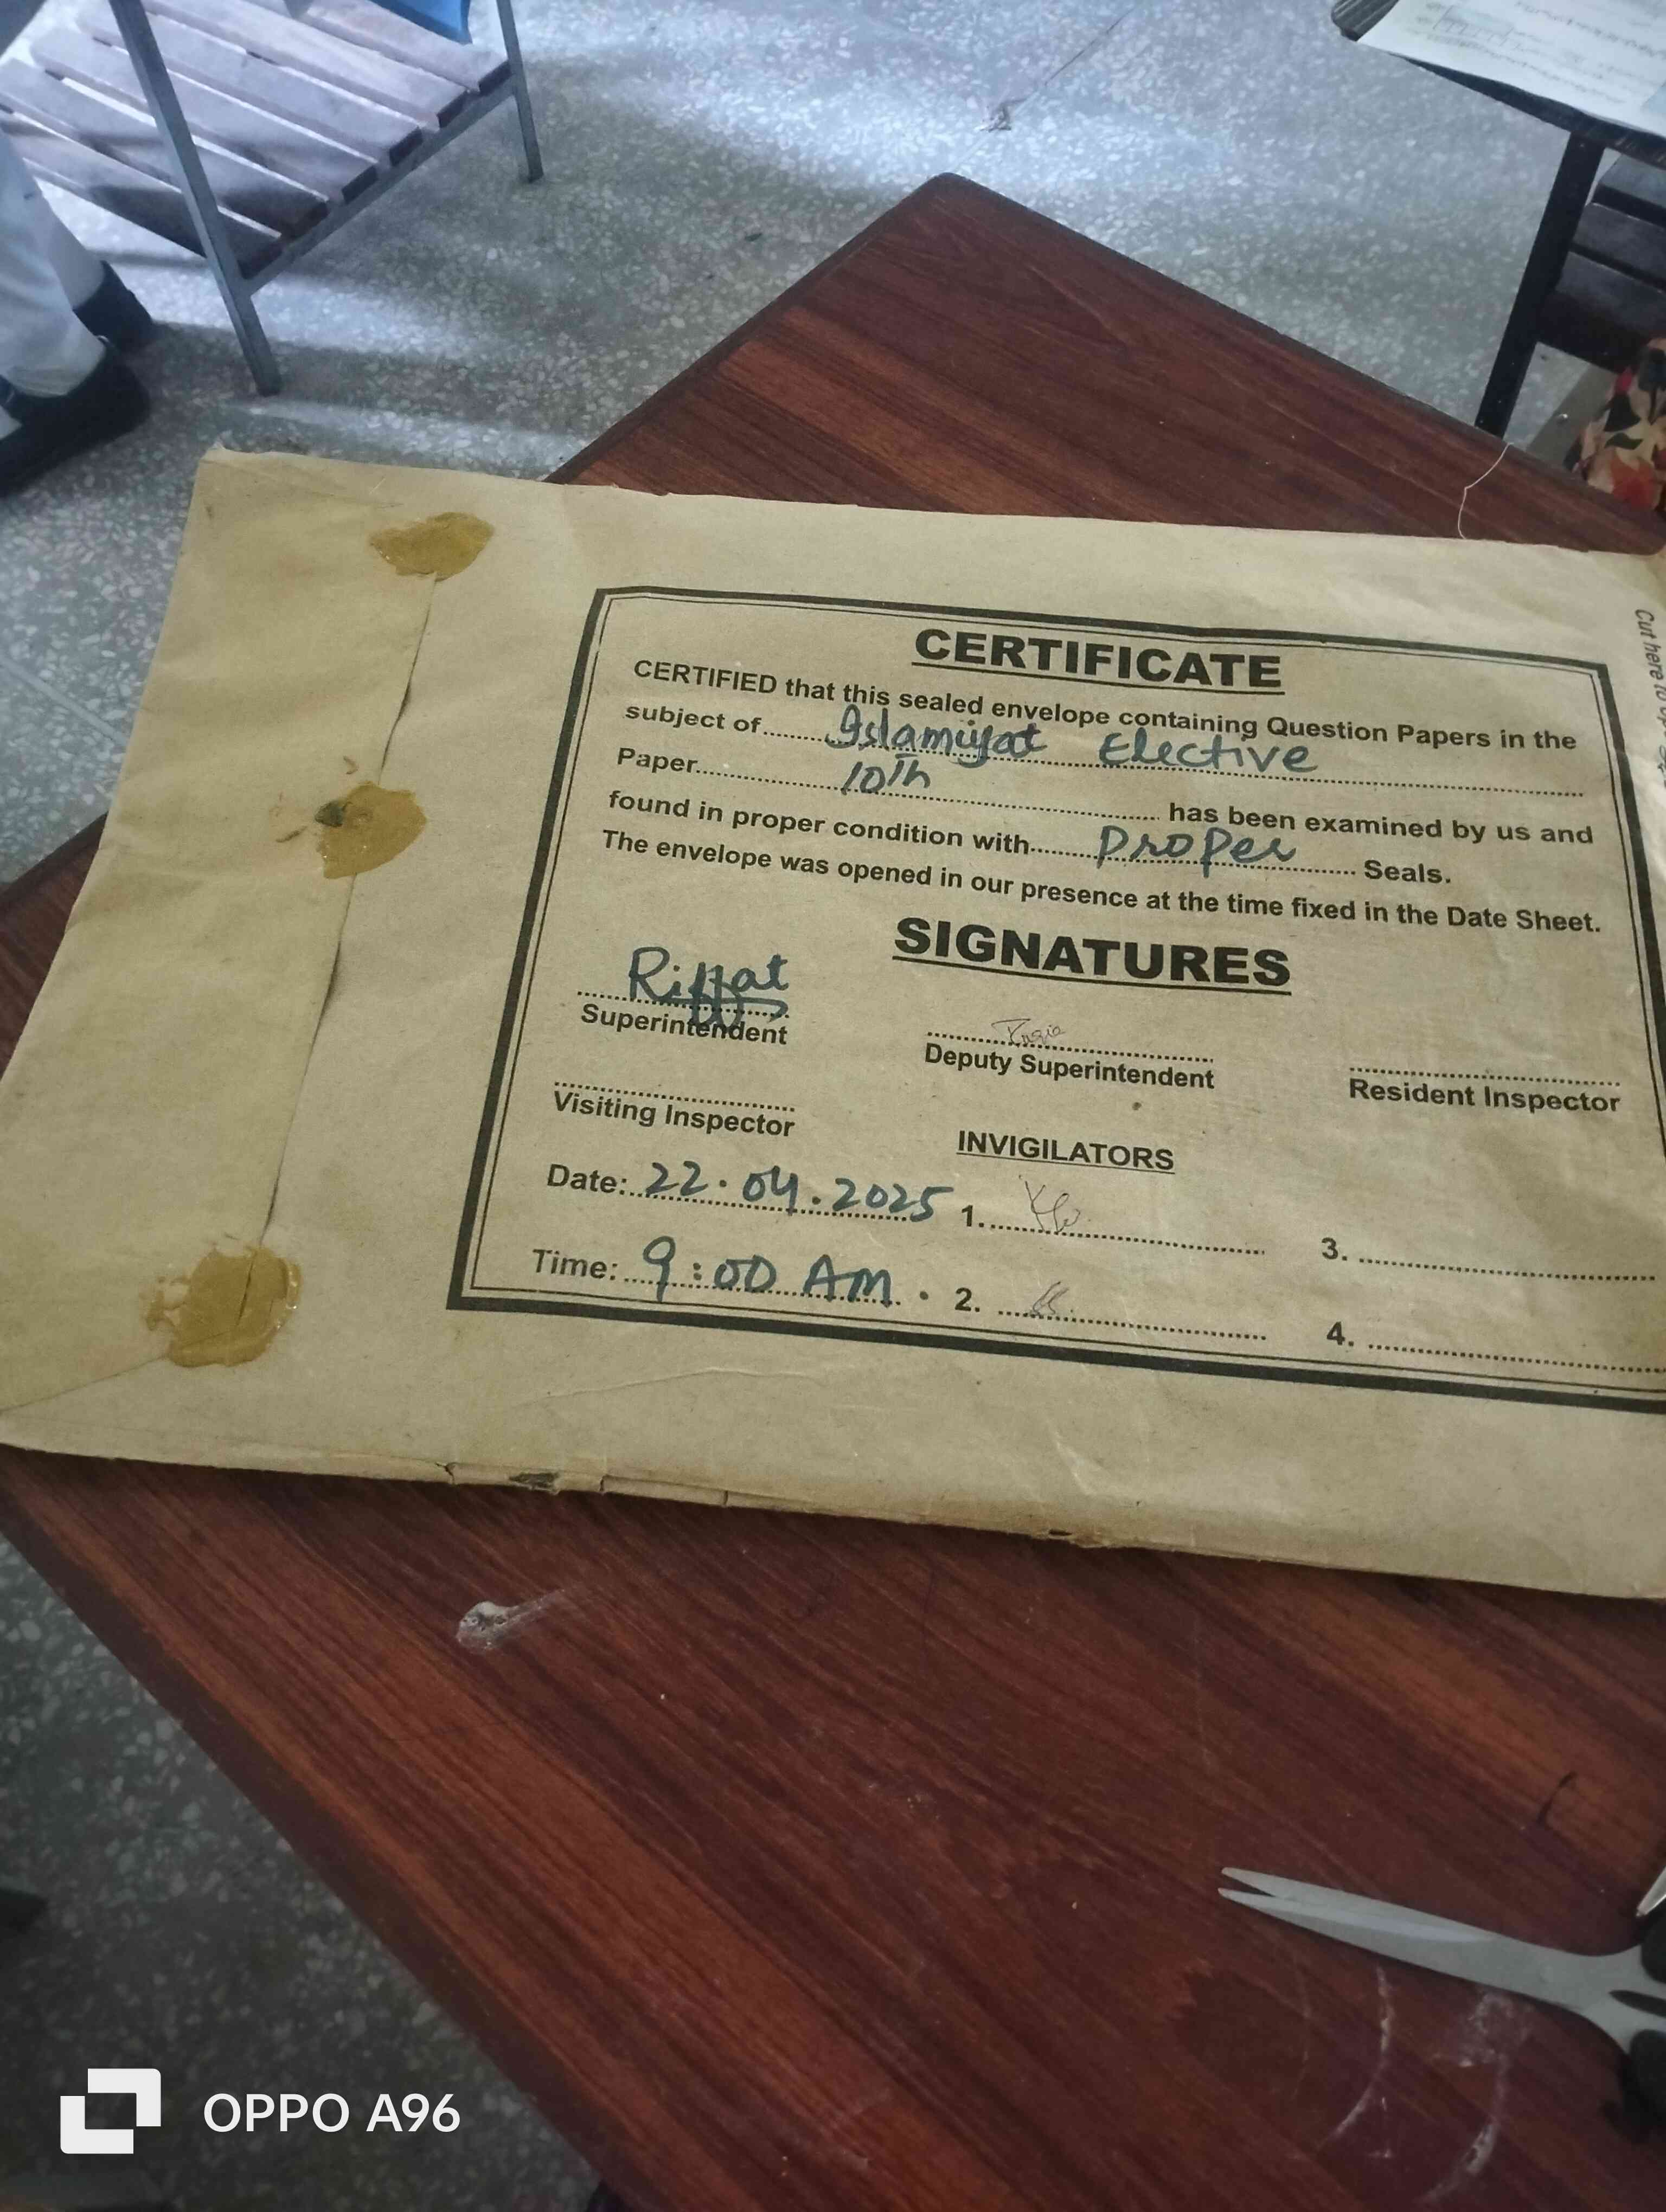 CERTIFICATE
CERTIFIED that this sealed envelope containing Question Papers in the
subject of Islamiyat Elective
Paper 10th has been examined by us and
found in proper condition with Proper Seals.
The envelope was opened in our presence at the time fixed in the Date Sheet.
SIGNATURES
Riffat
Superintendent
Deputy Superintendent
Resident Inspector
Visiting Inspector
INVIGILATORS
Date: 22.04.2025 1. 3.
Time: 9:00 AM 2. 4.
Cut here to
OPPO A96